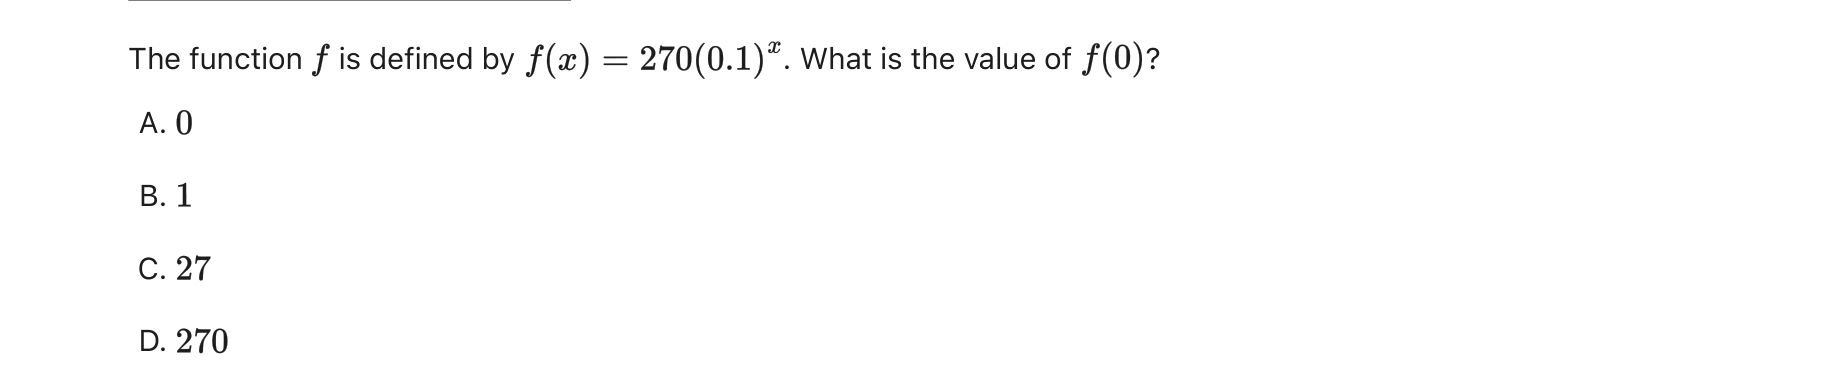 The function f is defined by f(x) = 270(0.1)ˣ. What is the value of f(0)?
A. 0
B. 1
C. 27
D. 270